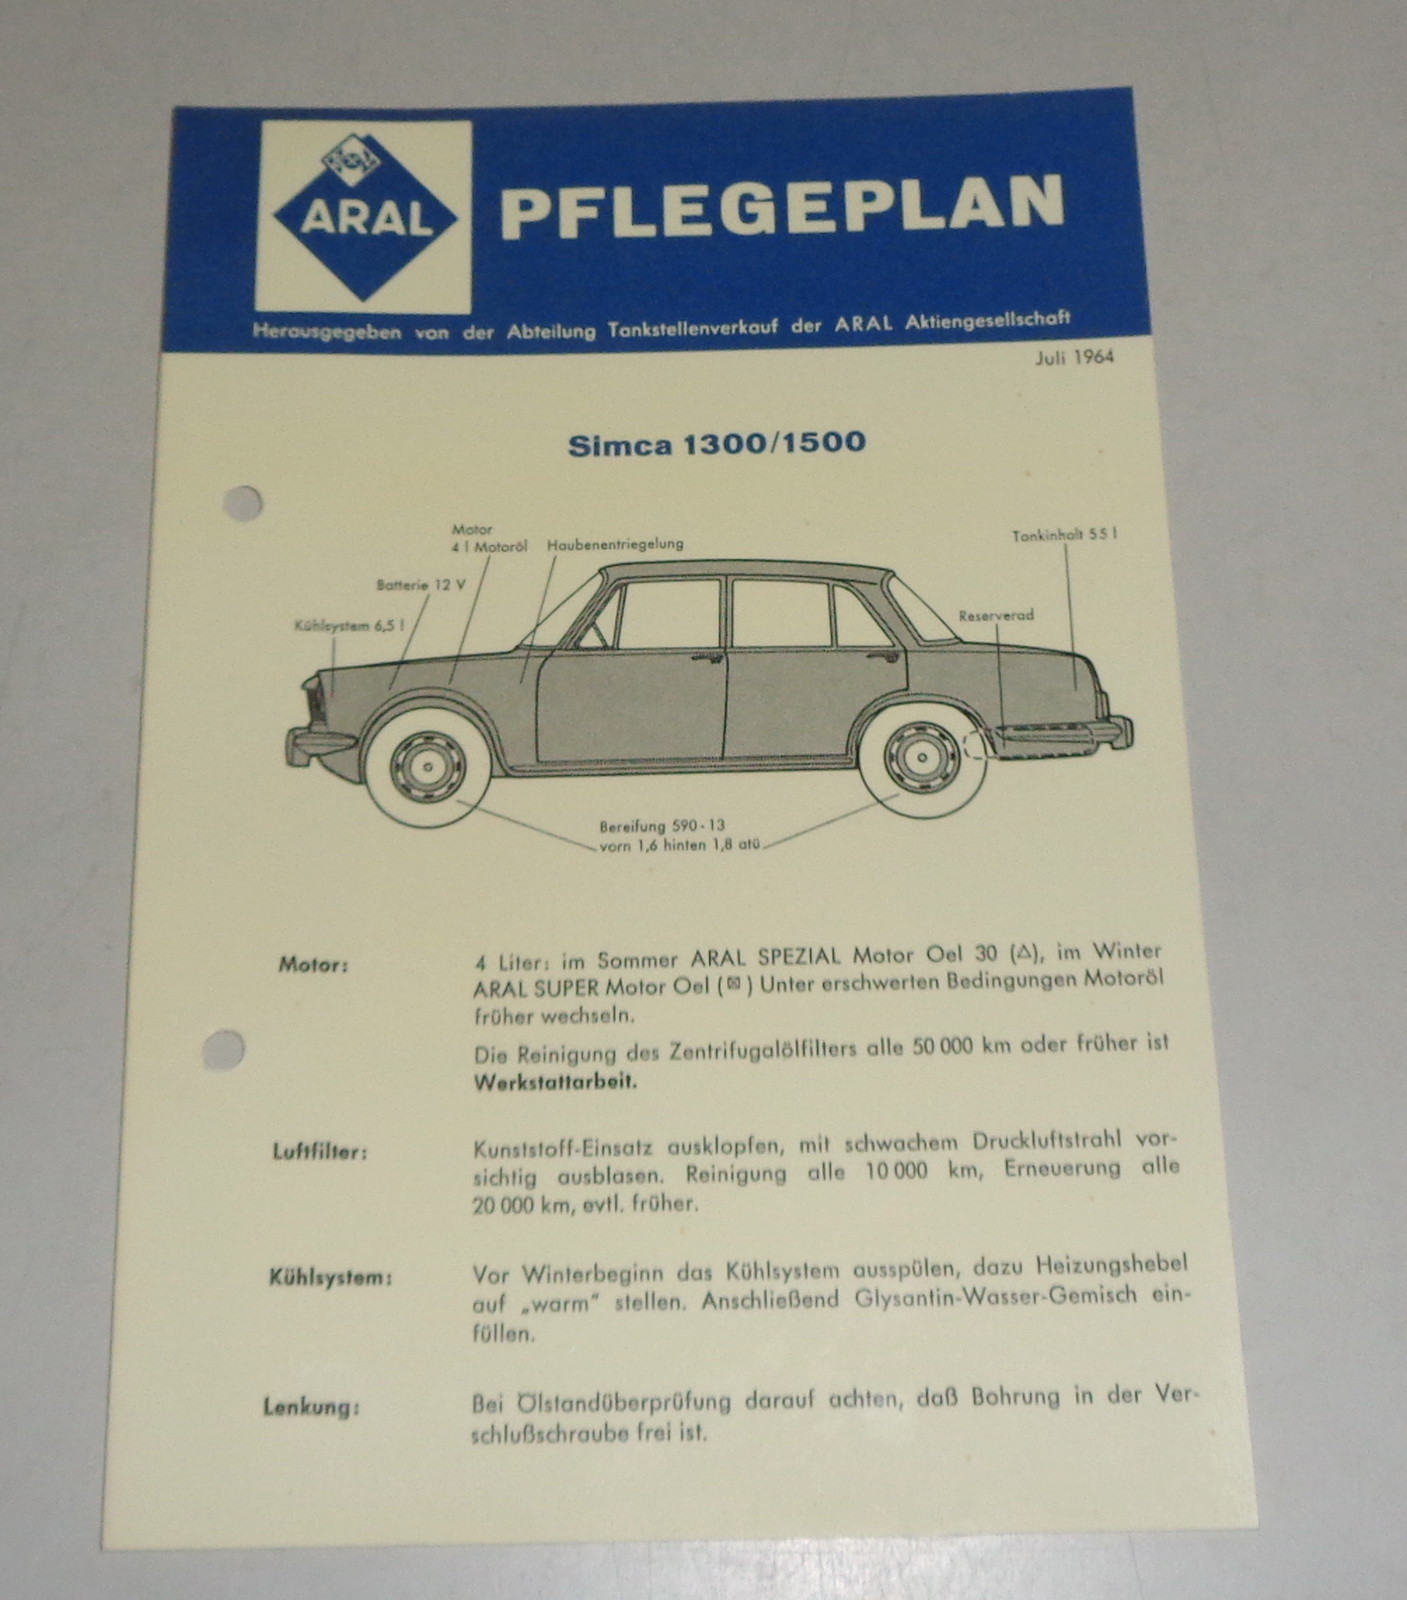 ARAL
PFLEGEPLAN
Herausgegeben von der Abteilung Tankstellenverkauf der ARAL Aktiengesellschaft
Juli 1964
Simca 1300/1500
Motor
4 l Motoröl
Haubenentriegelung
Tankinhalt 55 l
Batterie 12 V
Reserverad
Kühlsystem 6,5 l
Bereifung 590-13
vorn 1,6 hinten 1,8 atü
Motor:
4 Liter: im Sommer ARAL SPEZIAL Motor Oel 30 (△), im Winter
ARAL SUPER Motor Oel (⊠) Unter erschwerten Bedingungen Motoröl
früher wechseln.
Die Reinigung des Zentrifugalölfilters alle 50 000 km oder früher ist
Werkstattarbeit.
Luftfilter:
Kunststoff-Einsatz ausklopfen, mit schwachem Druckluftstrahl vor-
sichtig ausblasen. Reinigung alle 10 000 km, Erneuerung alle
20 000 km, evtl. früher.
Kühlsystem:
Vor Winterbeginn das Kühlsystem ausspülen, dazu Heizungshebel
auf „warm" stellen. Anschließend Glysantin-Wasser-Gemisch ein-
füllen.
Lenkung:
Bei Ölstandüberprüfung darauf achten, daß Bohrung in der Ver-
schlußschraube frei ist.